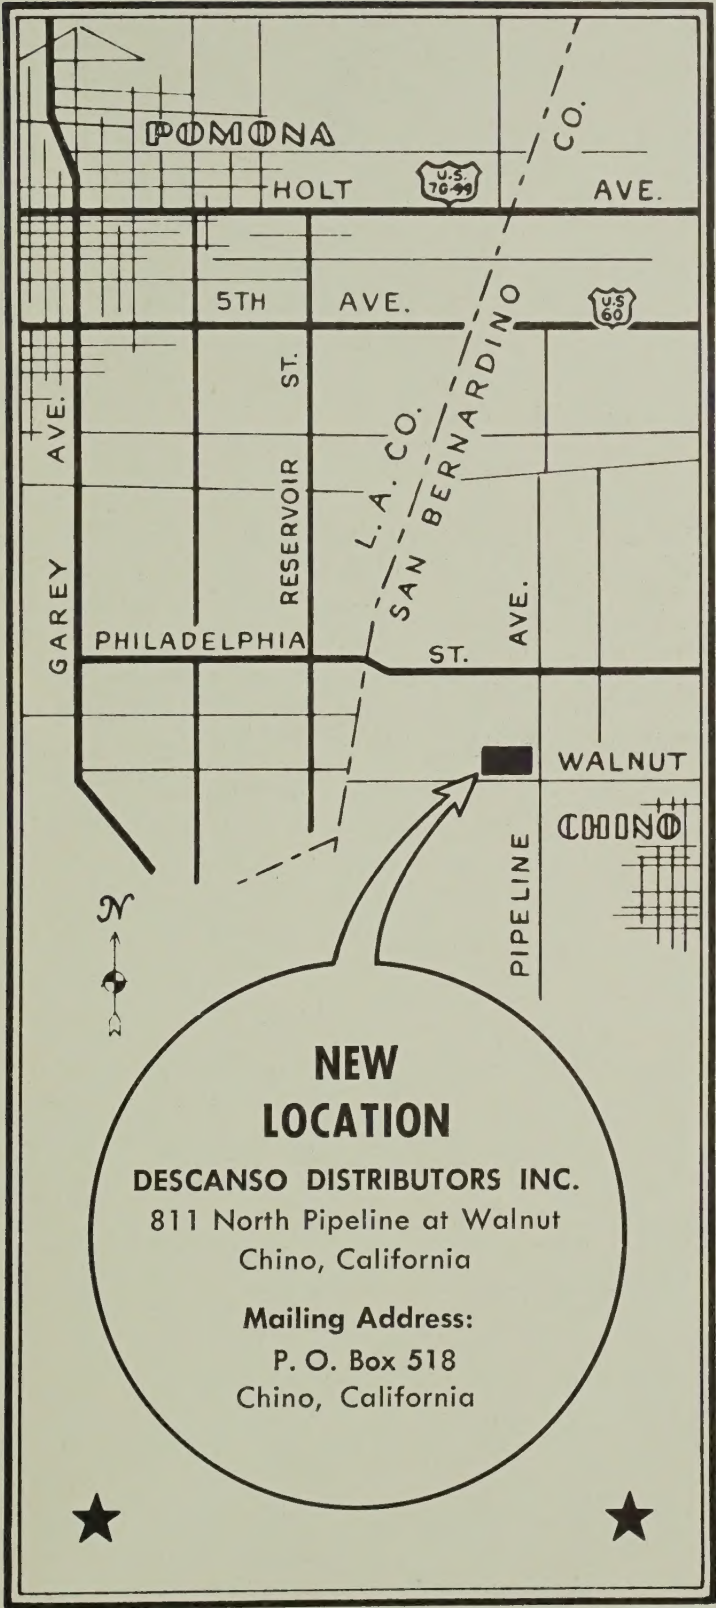 POMONA
CO.
HOLT AVE.
U.S.
70-99
5TH AVE.
U.S
60
L. A. CO.
SAN BERNARDINO
GAREY AVE.
RESERVOIR ST.
PHILADELPHIA ST.
PIPELINE AVE.
WALNUT
CHINO
N
NEW
LOCATION
DESCANSO DISTRIBUTORS INC.
811 North Pipeline at Walnut
Chino, California
Mailing Address:
P. O. Box 518
Chino, California